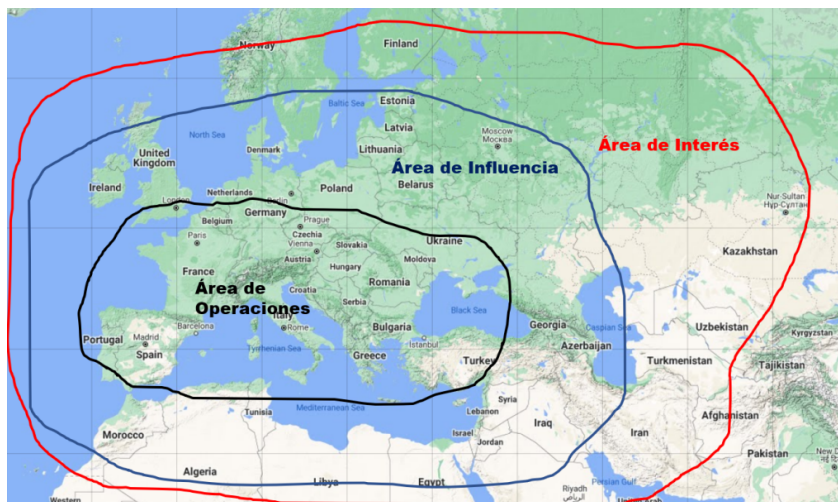 Norway
Finland
Estonia
Baltic Sea
Latvia
Moscow
Москва
North Sea
Denmark
Lithuania
Área de Interés
United
Kingdom
Área de Influencia
Ireland
Netherlands
Poland
Belarus
Nur-Sultan
Нұр-Сұлтан
London
Berlin
Germany
Belgium
Prague
Czechia
Ukraine
Paris
Vienna
Slovakia
Kazakhstan
Austria
Moldova
France
Hungary
Área de
Operaciones
Croatia
Romania
Serbia
Italy
Black Sea
Caspian Sea
Uzbekistan
Kyrgyzstan
Barcelona
Rome
Bulgaria
Georgia
Portugal
Madrid
Spain
Istanbul
Azerbaijan
Tyrrhenian Sea
Greece
Turkey
Turkmenistan
Tajikistan
Syria
Mediterranean Sea
Lebanon
Afghanistan
Tunisia
Iraq
Iran
Morocco
Israel
Jordan
Pakistan
Algeria
Libya
Egypt
Persian Gulf
Riyadh
الرياض
Western